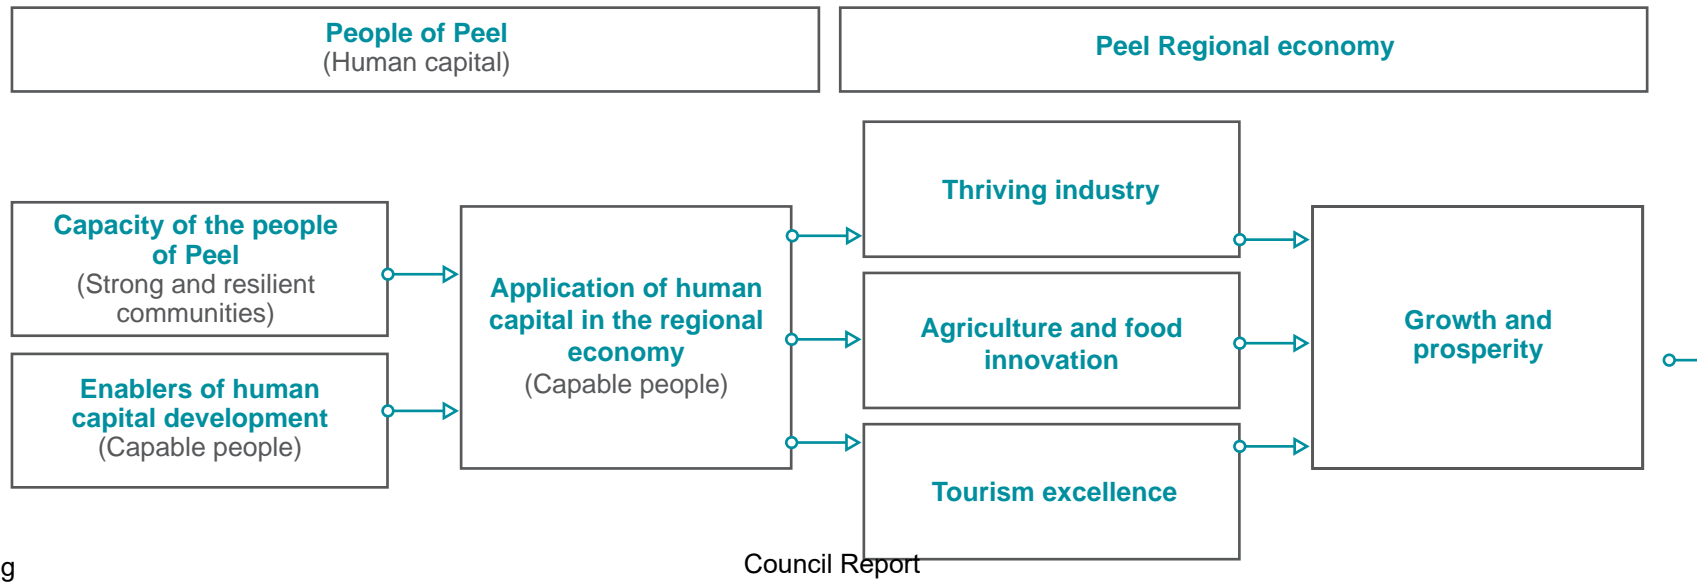 People of Peel
(Human capital)
Peel Regional economy
Capacity of the people
of Peel
(Strong and resilient
communities)
Enablers of human
capital development
(Capable people)
Application of human
capital in the regional
economy
(Capable people)
Thriving industry
Agriculture and food
innovation
Tourism excellence
Growth and
prosperity
g
Council Report